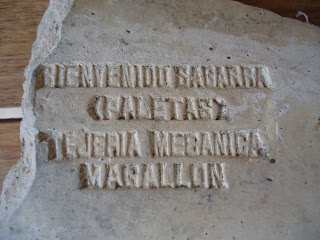 BIENVENIDO SAGARRA
(PALETAS)
TEJERIA MECANICA
MAGALLON